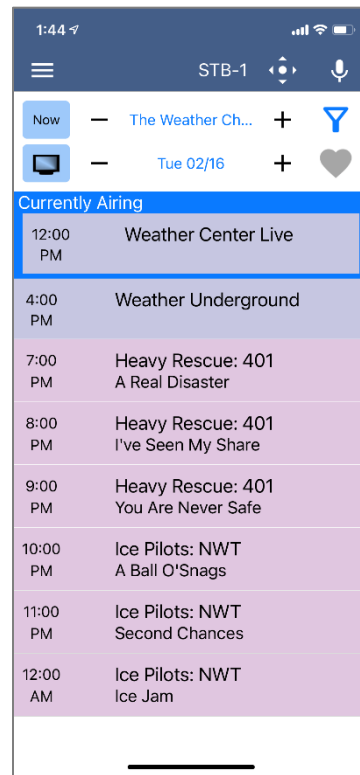 1:44
STB-1
Now
The Weather Ch...
Tue 02/16
Currently Airing
12:00 PM
Weather Center Live
4:00 PM
Weather Underground
7:00 PM
Heavy Rescue: 401
A Real Disaster
8:00 PM
Heavy Rescue: 401
I've Seen My Share
9:00 PM
Heavy Rescue: 401
You Are Never Safe
10:00 PM
Ice Pilots: NWT
A Ball O'Snags
11:00 PM
Ice Pilots: NWT
Second Chances
12:00 AM
Ice Pilots: NWT
Ice Jam